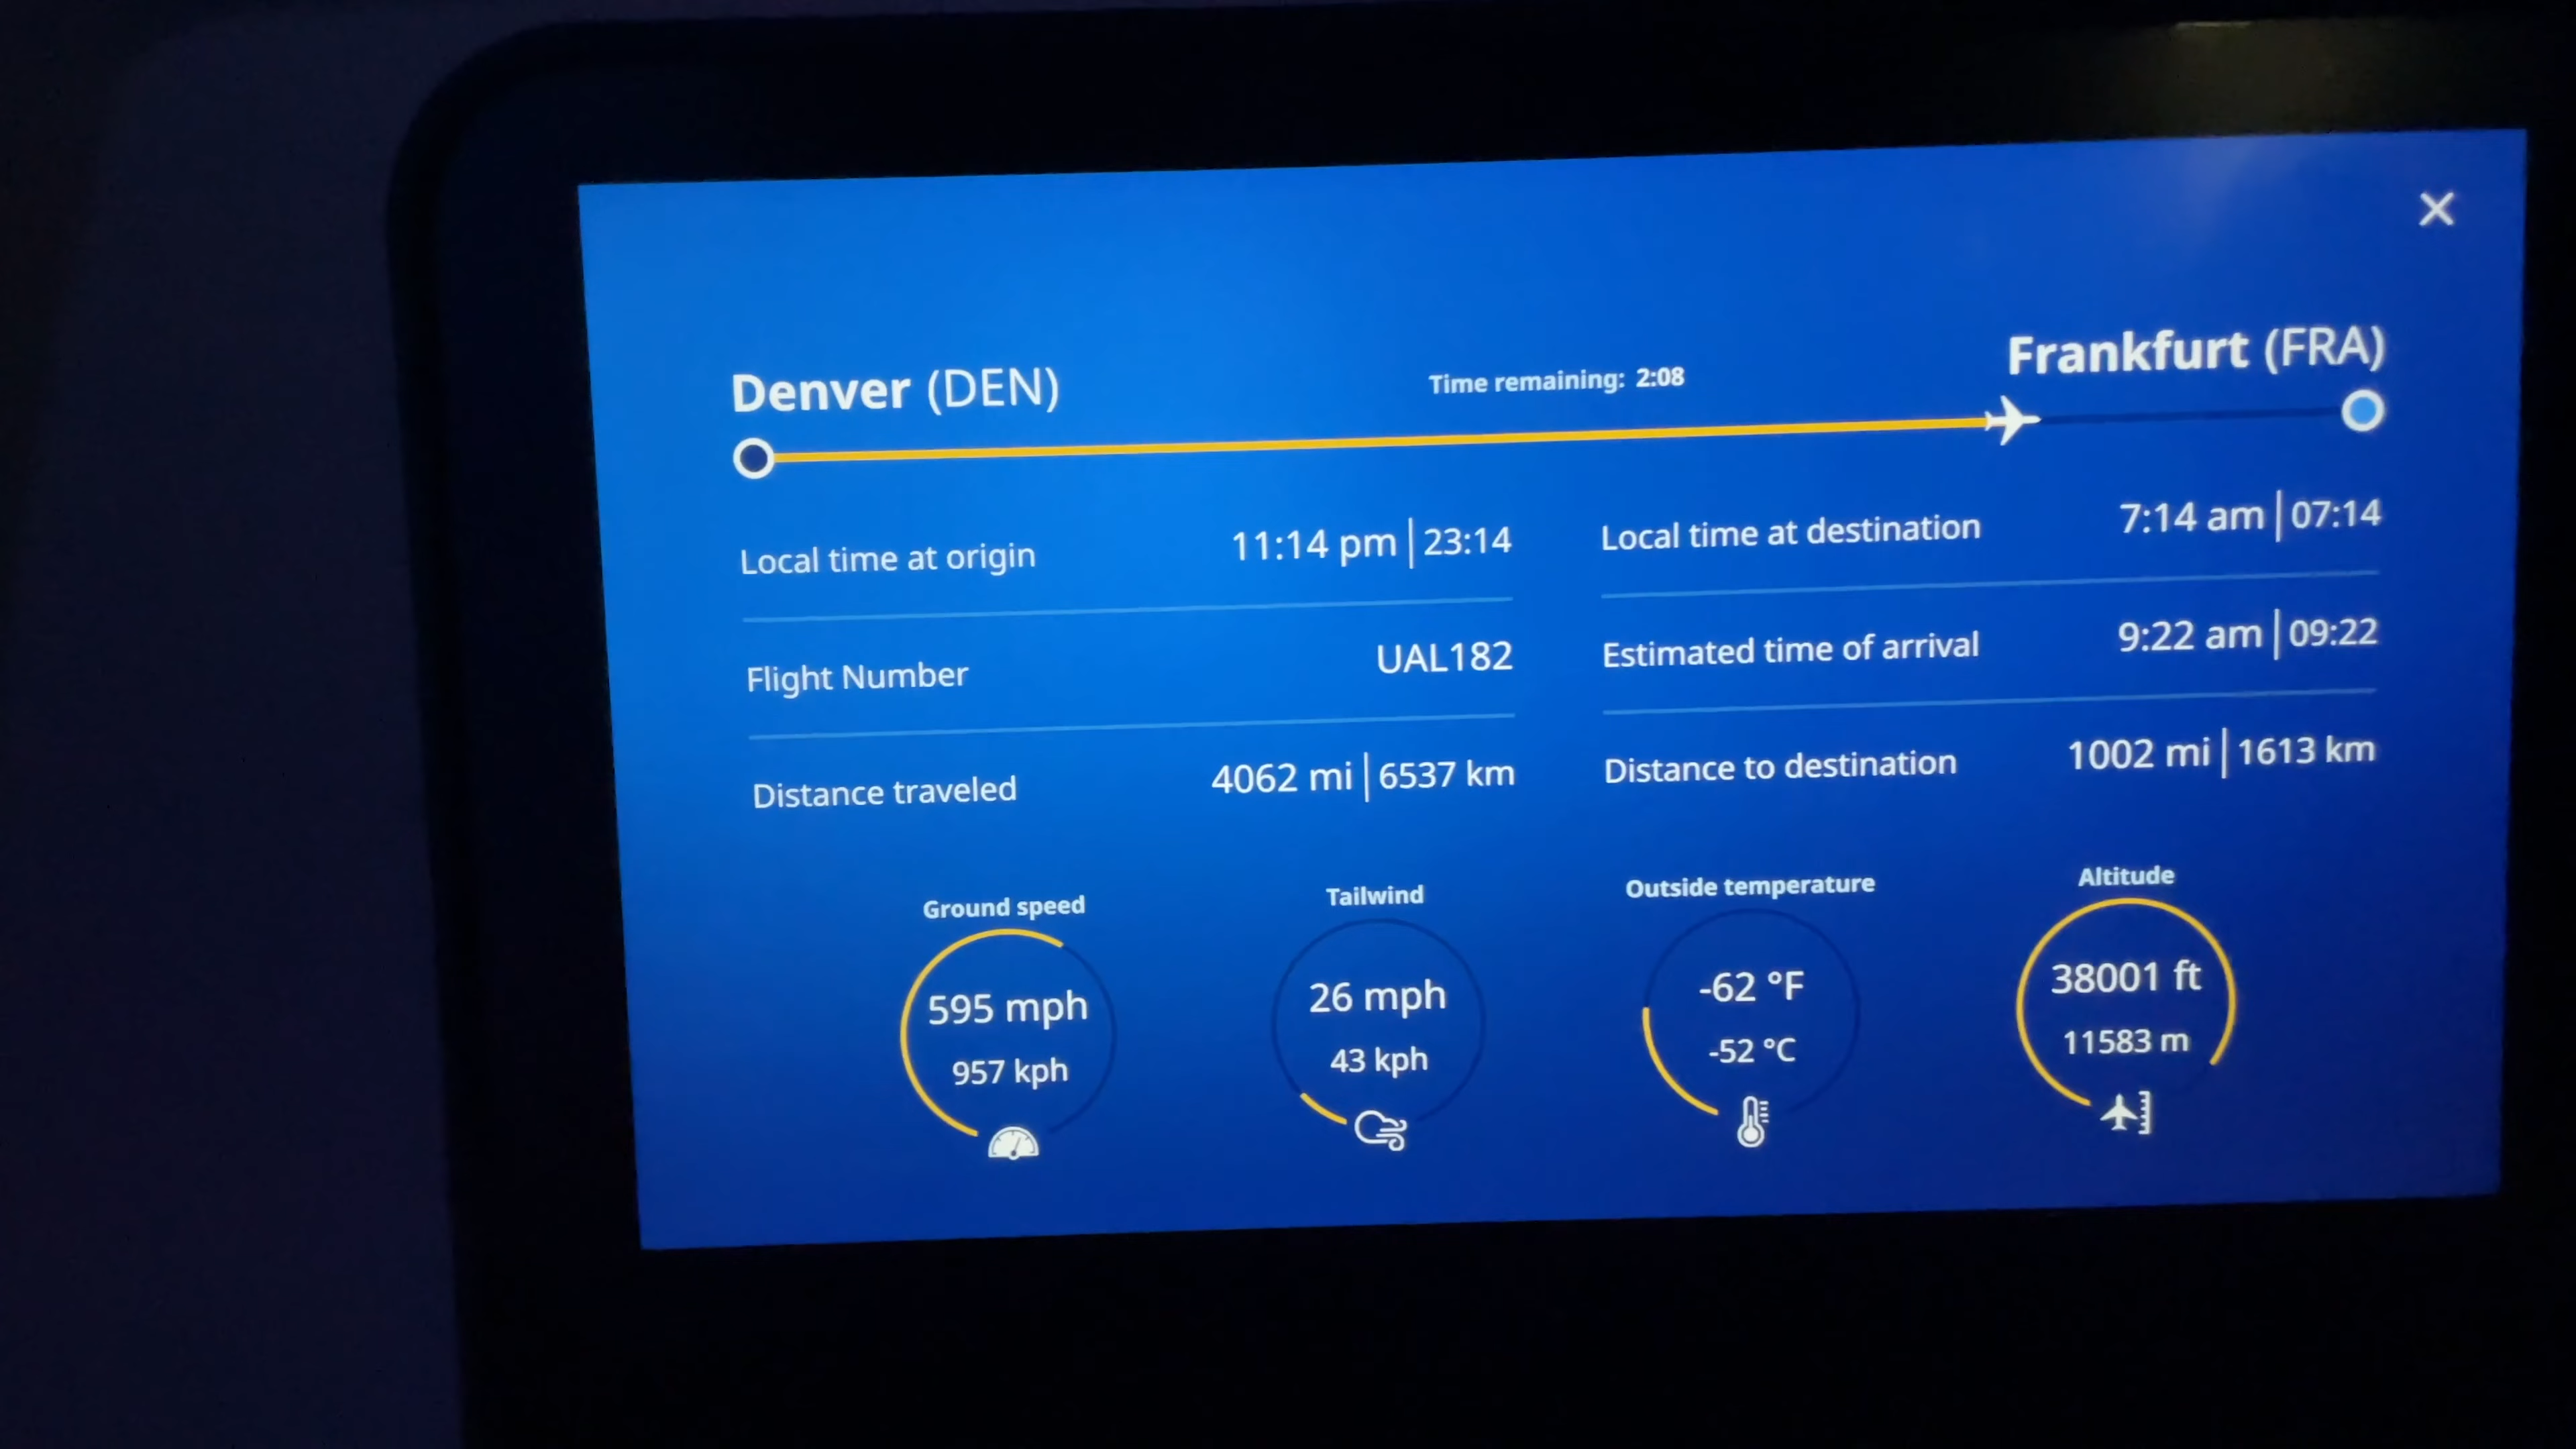 Denver (DEN)
Time remaining: 2:08
Frankfurt (FRA)
Local time at origin 11:14 pm | 23:14
Flight Number UAL182
Distance traveled 4062 mi | 6537 km
Local time at destination 7:14 am | 07:14
Estimated time of arrival 9:22 am | 09:22
Distance to destination 1002 mi | 1613 km
Ground speed
595 mph
957 kph
Tailwind
26 mph
43 kph
Outside temperature
-62 °F
-52 °C
Altitude
38001 ft
11583 m